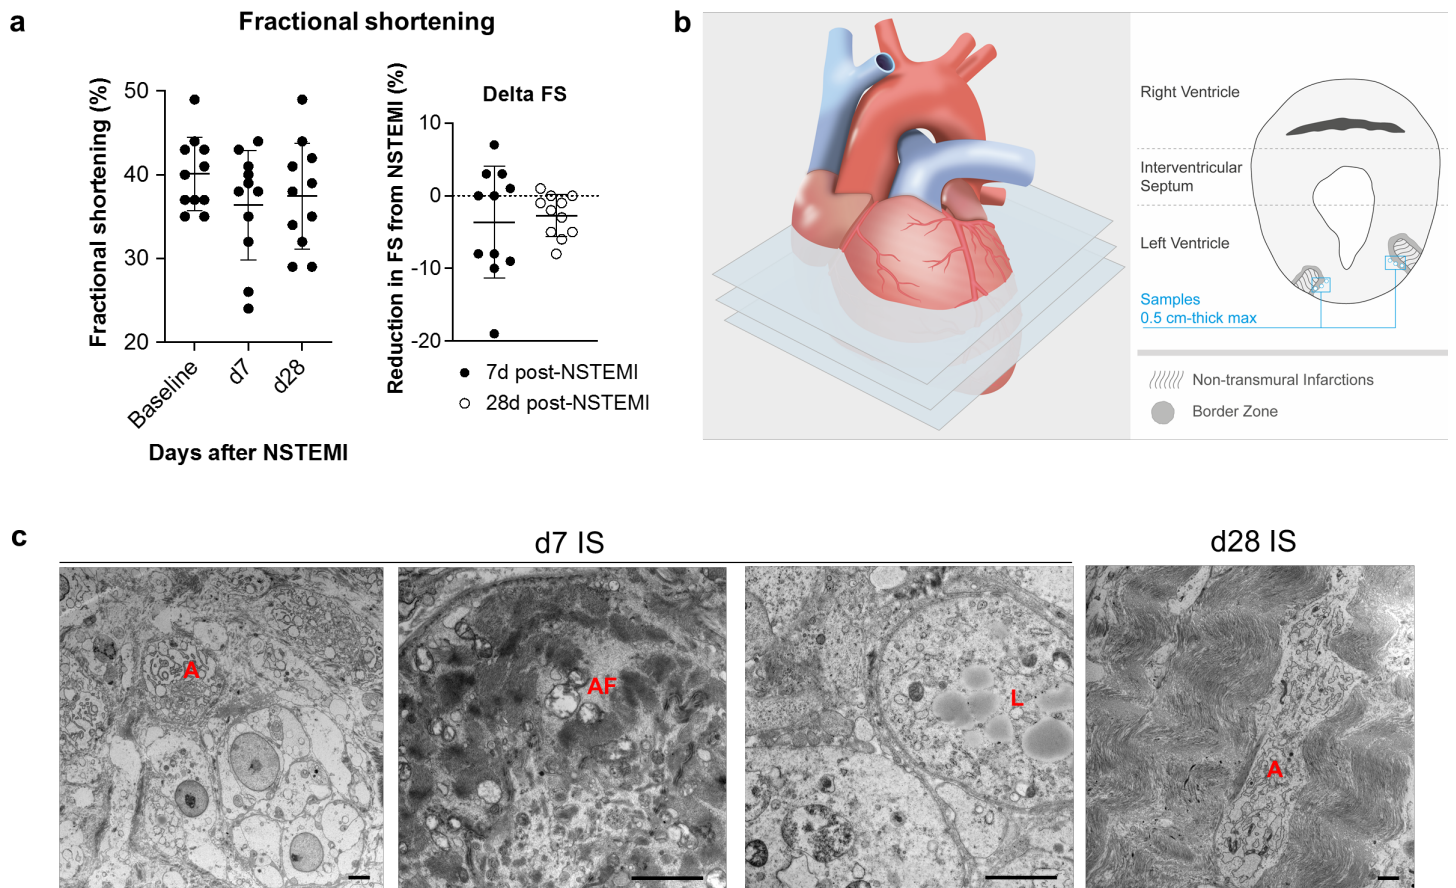 a
Fractional shortening
Fractional shortening (%)
50
40
30
20
Baseline
d7
d28
Days after NSTEMI
Delta FS
Reduction in FS from NSTEMI (%)
10
0
-10
-20
7d post-NSTEMI
28d post-NSTEMI
b
Right Ventricle
Interventricular
Septum
Left Ventricle
Samples
0.5 cm-thick max
Non-transmural Infarctions
Border Zone
c
d7 IS
d28 IS
A
AF
L
A